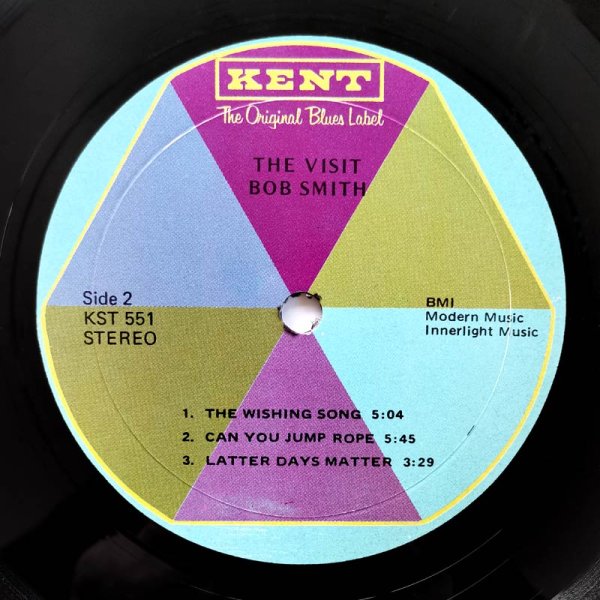 KENT
The Original Blues Label
THE VISIT
BOB SMITH
Side 2
KST 551
STEREO
BMI
Modern Music
Innerlight Music
1. THE WISHING SONG 5:04
2. CAN YOU JUMP ROPE 5:45
3. LATTER DAYS MATTER 3:29